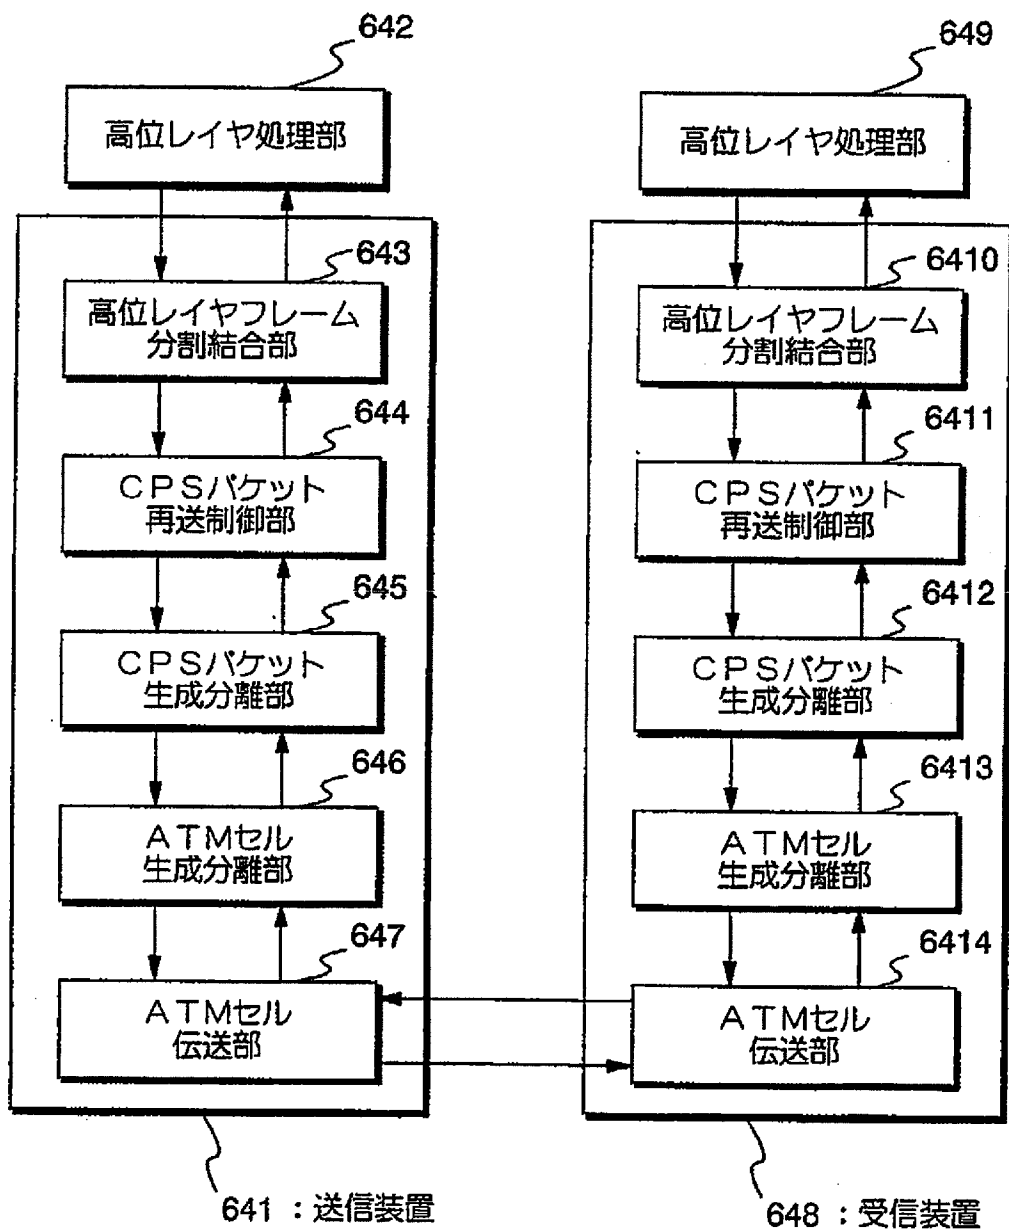 642
高位レイヤ処理部
643
高位レイヤフレーム
分割結合部
644
CPSパケット
再送制御部
645
CPSパケット
生成分離部
646
ATMセル
生成分離部
647
ATMセル
伝送部
641：送信装置
649
高位レイヤ処理部
6410
高位レイヤフレーム
分割結合部
6411
CPSパケット
再送制御部
6412
CPSパケット
生成分離部
6413
ATMセル
生成分離部
6414
ATMセル
伝送部
648：受信装置